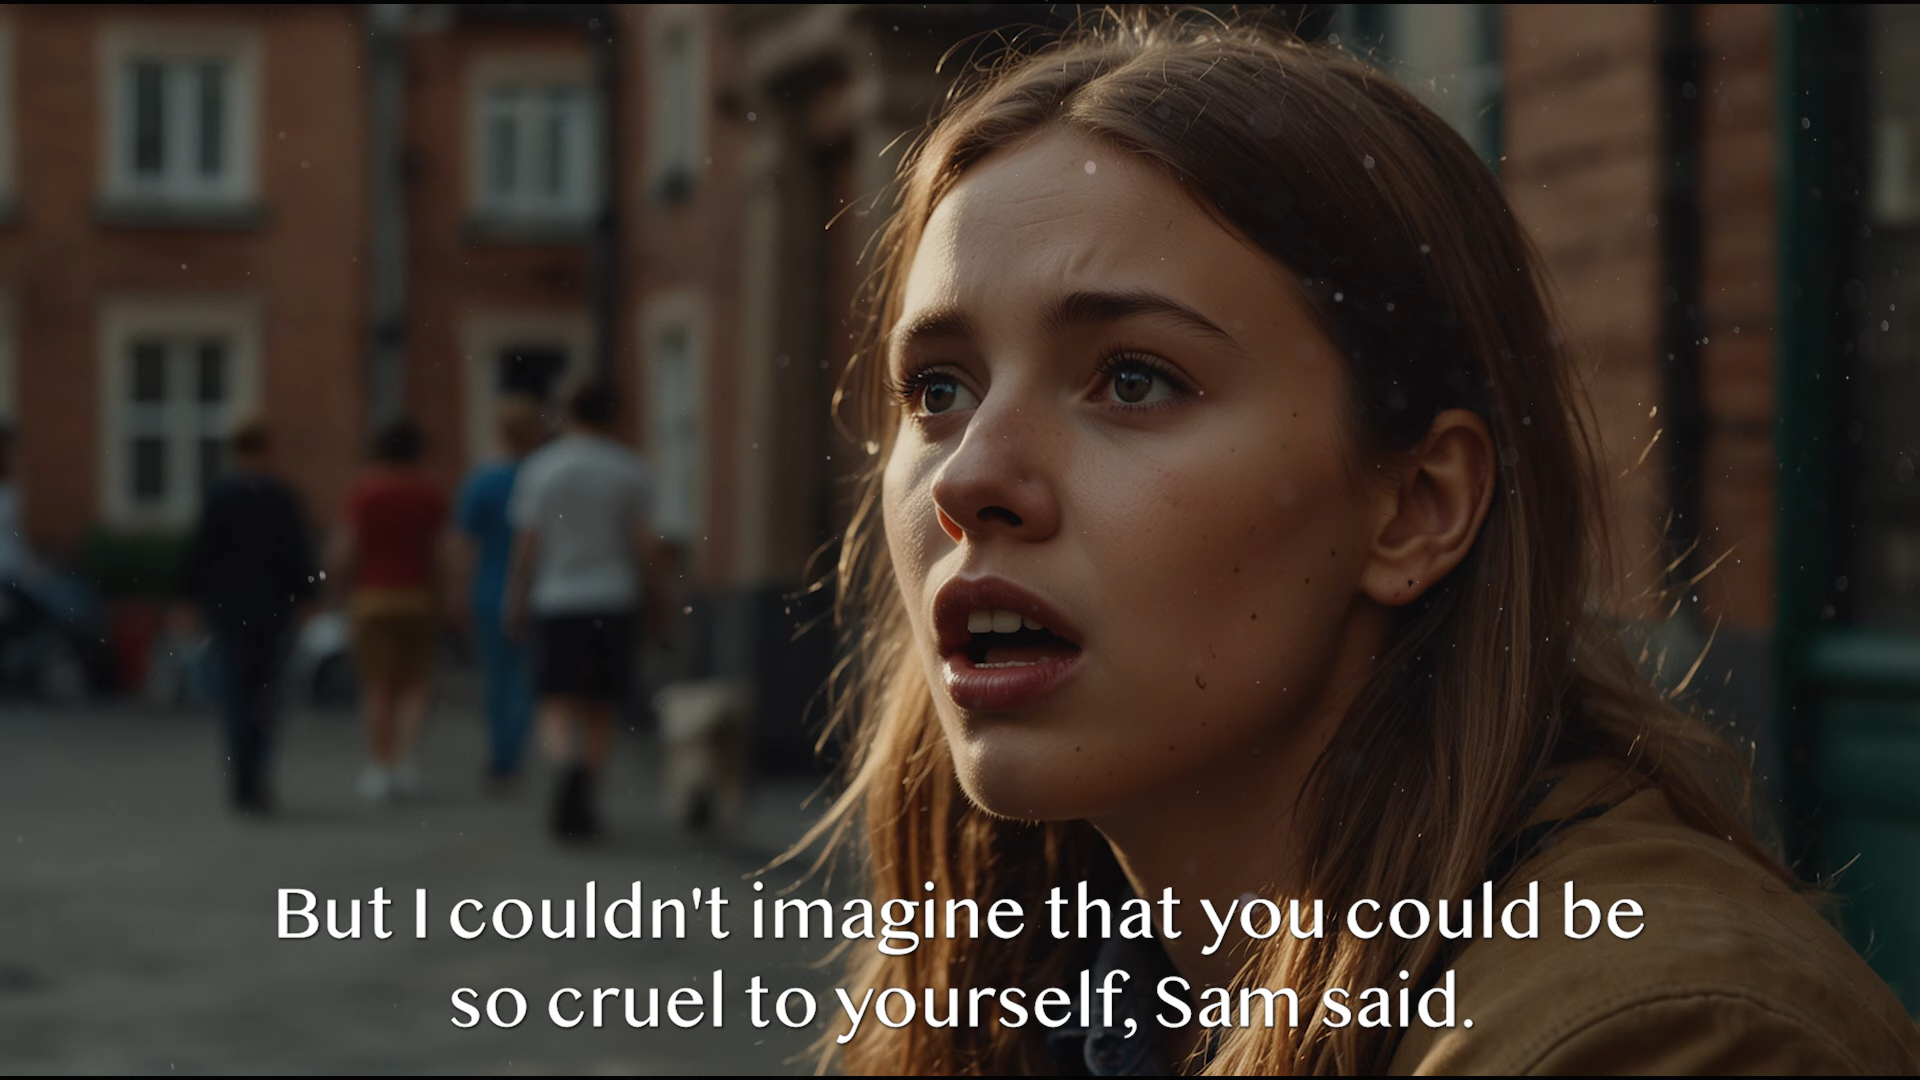 But I couldn't imagine that you could be
so cruel to yourself, Sam said.